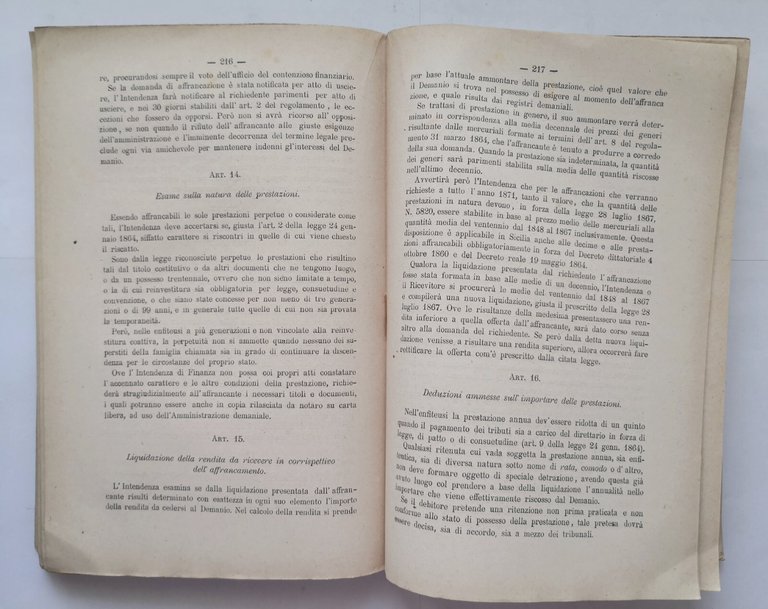 — 216 —
re, procurandosi sempre il voto dell'ufficio del contenzioso finanziario.
Se la domanda di affrancazione è stata notificata per atto di usciere,
l'Intendenza farà notificare al richiedente parimenti per atto di
usciere, e nei 30 giorni stabiliti dall'art. 2 del regolamento, le eccezioni
che fossero da opporsi. Però non si avrà ricorso all'opposizione,
se non quando il rifiuto dell'affrancante alle giuste esigenze
dell'amministrazione e l'imminente decorrenza del termine legale preclude
ogni via amichevole per mantenere indenni gl'interessi del Demanio.
ART. 14.
Esame sulla natura delle prestazioni.
Essendo affrancabili le sole prestazioni perpetue o considerate come
tali, l'Intendenza deve accertarsi se, giusta l'art. 2 della legge 24 gennaio
1864, siffatto carattere si riscontri in quelle di cui viene chiesto
il riscatto.
Sono dalla legge riconosciute perpetue le prestazioni che risultino
tali dal titolo costitutivo o da altri documenti che ne tengono luogo,
o da un possesso trentennale, ovvero che non sieno limitate a tempo,
o la di cui reinvestitura sia obbligatoria per legge, consuetudine e
convenzione, o che siano state concesse per non meno di tre generazioni
o di 99 anni, e in generale tutte quelle di cui non sia provata
la temporaneità.
Però, nelle enfiteusi a più generazioni e non vincolate alla reinvestitura
coattiva, la perpetuità non si ammette quando nessuno dei superstiti
della famiglia chiamata sia in grado di continuare la discendenza
per le circostanze del proprio stato.
Ove l'Intendenza di Finanza non possa coi propri atti constatare
l'accennato carattere e le altre condizioni della prestazione, richiederà
stragiudizialmente all'affrancante i necessari titoli e documenti,
i quali potranno essere anche in copia rilasciata da notaro su carta
libera, ad uso dell'Amministrazione demaniale.
ART. 15.
Liquidazione della rendita da ricevere in corrispettivo
dell'affrancamento.
L'Intendenza esamina se dalla liquidazione presentata dall'affrancante
risulti determinato con esattezza in ogni suo elemento l'importo
della rendita da cedersi al Demanio. Nel calcolo della rendita si prende
— 217 —
per base l'attuale ammontare della prestazione, cioè quel valore che
il Demanio si trova nel possesso di esigere al momento dell'affranca
zione, e quale risulta dai registri demaniali.
Se trattasi di prestazione in genere, il suo ammontare verrà determinato
in corrispondenza alla media decennale dei prezzi dei generi
risultante dalle mercuriali formate ai termini dell'art. 8 del regolamento
31 marzo 1864, che l'affrancante è tenuto a produrre a corredo
della sua domanda. Quando la prestazione sia indeterminata, la quantità
dei generi sarà parimenti stabilita sulla media delle quantità riscosse
nell'ultimo decennio.
Avvertirà però l'Intendenza che per le affrancazioni che verranno
richieste a tutto l'anno 1871, tanto il valore, che la quantità delle
prestazioni in natura devono, in forza della legge 28 luglio 1867,
N. 5820, essere stabilite in base al prezzo medio delle mercuriali alla
quantità media del ventennio dal 1848 al 1867 inclusivamente. Questa
disposizione è applicabile in Sicilia anche alle decime e alle prestazioni
affrancabili obbligatoriamente in forza del Decreto dittatoriale 4
ottobre 1860 e del Decreto reale 19 maggio 1864.
Qualora la liquidazione presentata dal richiedente l'affrancazione
fosse stata formata in base alle medie di un decennio, l'Intendenza o
il Ricevitore si procurerà le medie del ventennio dal 1848 al 1867
e compilerà una nuova liquidazione, giusta il prescritto della legge 28
luglio 1867. Ove le risultanze della medesima presentassero una rendita
inferiore a quella offerta dall'affrancante, sarà dato corso senz'altro
alla domanda del richiedente. Se però dalla detta nuova liquidazione
venisse a risultare una rendita superiore, allora occorrerà fare
rettificare la offerta com'è prescritto dalla citata legge.
ART. 16.
Deduzioni ammesse sull'importare delle prestazioni.
Nell'enfiteusi la prestazione annua dev'essere ridotta di un quinto
quando il pagamento dei tributi sia a carico del direttario in forza di
legge, di patto o di consuetudine (art. 9 della legge 24 genn. 1864).
Qualsiasi ritenuta cui vada soggetta la prestazione annua, sia enfiteutica,
sia di diversa natura sotto nome di rata, comodo o d'altro,
non deve formare oggetto di speciale detrazione, avendo questa già
avuto luogo col prendere a base della liquidazione l'annualità nello
importare che viene effettivamente riscosso dal Demanio.
Se il debitore pretende una ritenzione non prima praticata e non
conforme allo stato di possesso della prestazione, tale pretesa dovrà
essere decisa, sia di accordo, sia a mezzo dei tribunali.